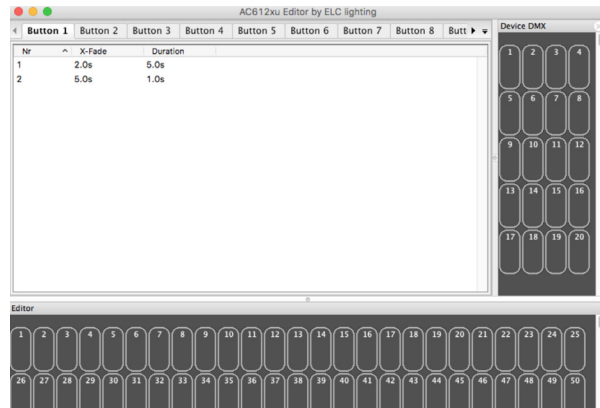 AC612xu Editor by ELC lighting
Button 1 Button 2 Button 3 Button 4 Button 5 Button 6 Button 7 Button 8 Butt
Device DMX
Nr X-Fade Duration
1 2.0s 5.0s
2 5.0s 1.0s
1 2 3 4
5 6 7 8
9 10 11 12
13 14 15 16
17 18 19 20
Editor
1 2 3 4 5 6 7 8 9 10 11 12 13 14 15 16 17 18 19 20 21 22 23 24 25
26 27 28 29 30 31 32 33 34 35 36 37 38 39 40 41 42 43 44 45 46 47 48 49 50